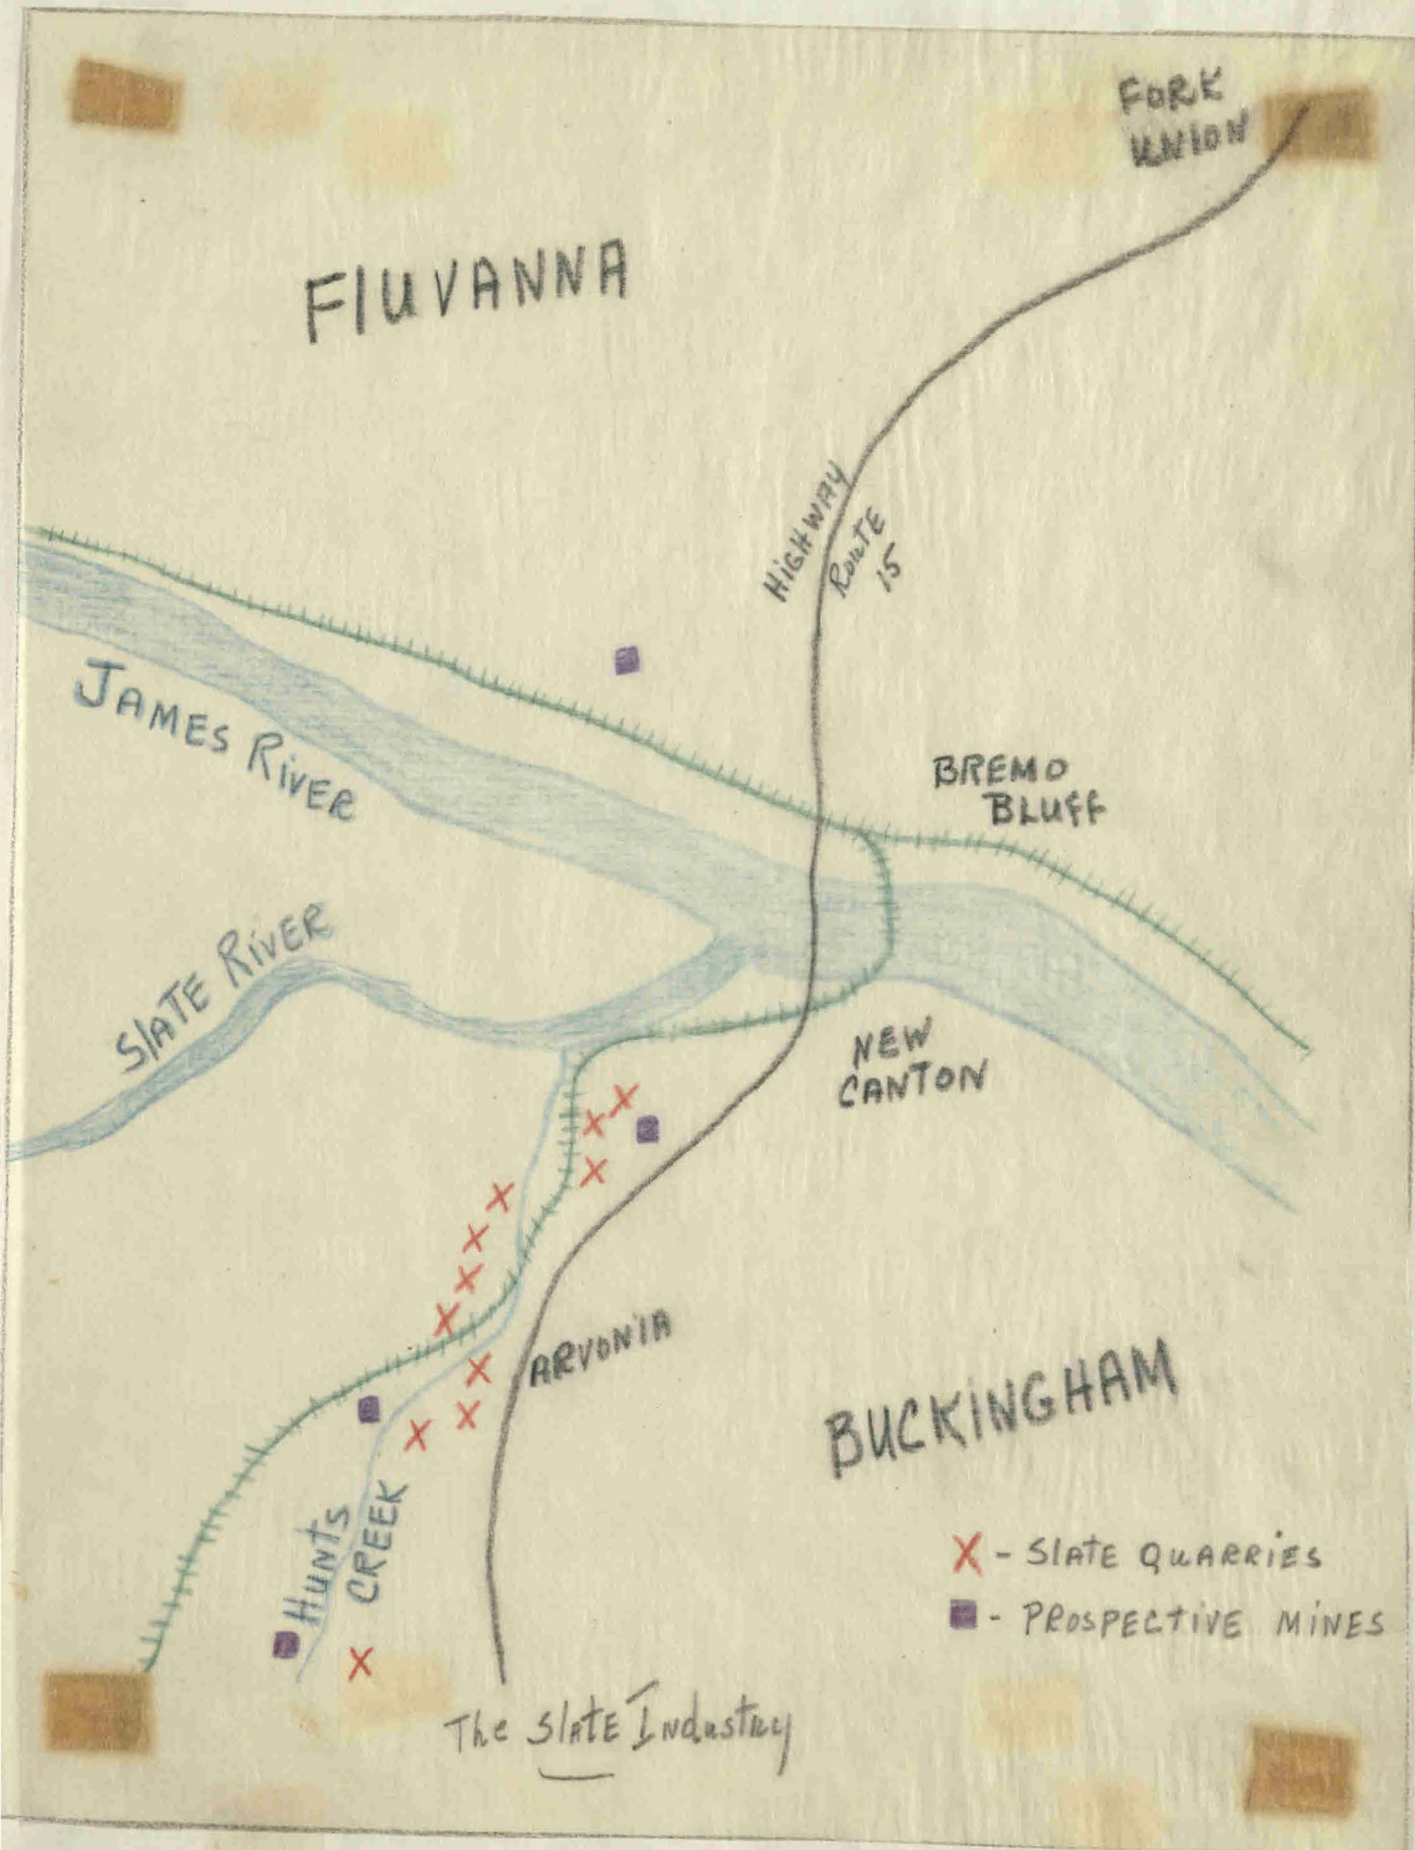 FORK
UNION
FlUVANNA
HiGHWAY
RoutE
15
JAMES RiVER
BREMO
BLUff
SlATE RiVER
NEW
CANTON
ARVONiA
BUCKiNGHAM
Hunts
CREEK
X - SlATE QUARRiES
- PROSPECTiVE MiNES
The SlATE INdustry